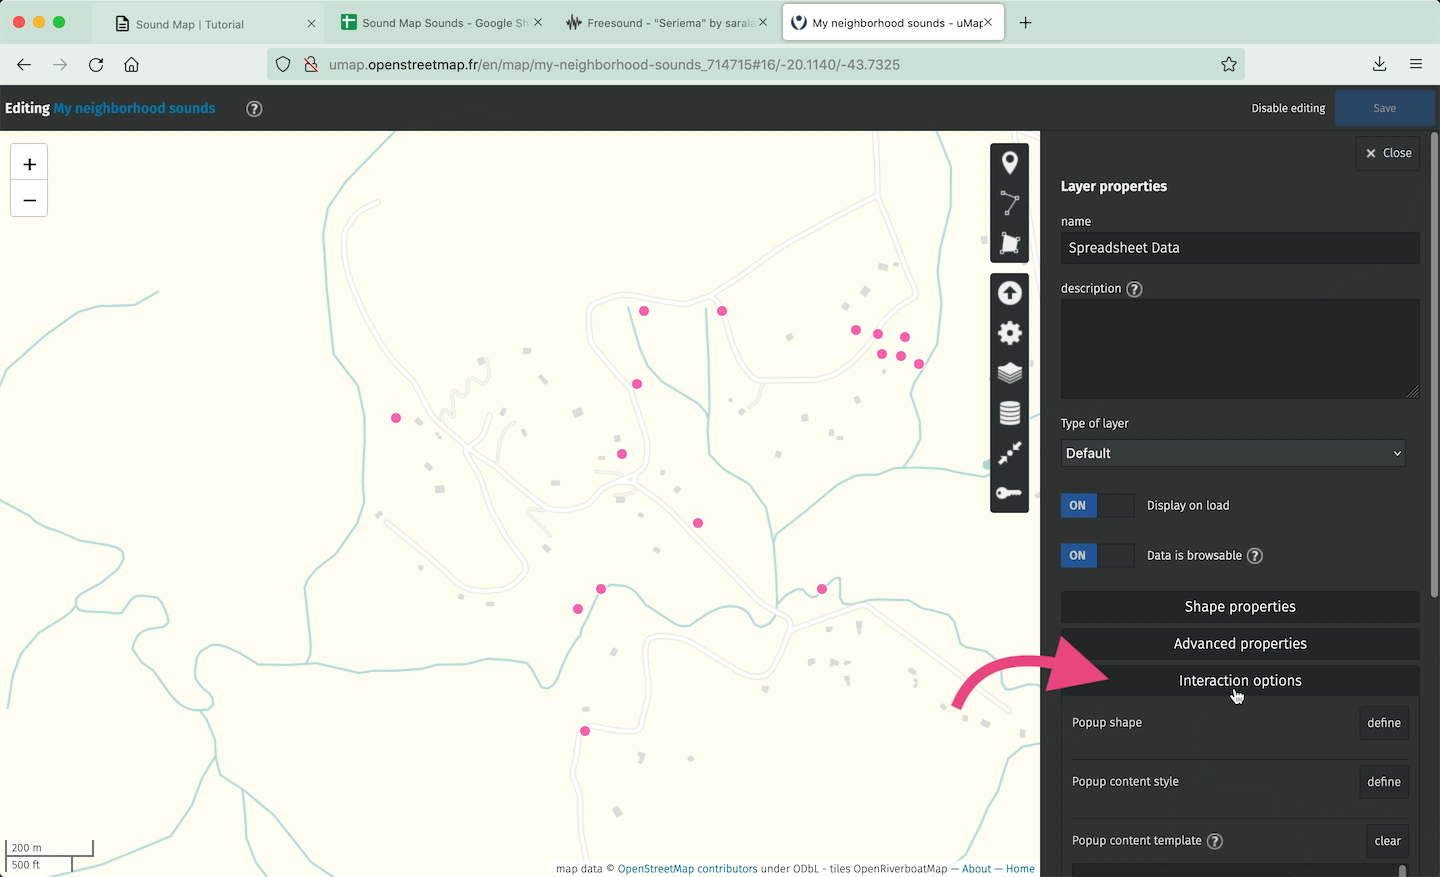 Sound Map | Tutorial
Sound Map Sounds - Google Sh
Freesound - "Seriema" by sarala
My neighborhood sounds - uMap
umap.openstreetmap.fr/en/map/my-neighborhood-sounds_714715#16/-20.1140/-43.7325
Editing My neighborhood sounds
?
Disable editing
Save
+
−
× Close
Layer properties
name
Spreadsheet Data
description ?
Type of layer
Default
ON Display on load
ON Data is browsable ?
Shape properties
Advanced properties
Interaction options
Popup shape
define
Popup content style
define
Popup content template ?
clear
200 m
500 ft
map data © OpenStreetMap contributors under ODbL - tiles OpenRiverboatMap — About — Home